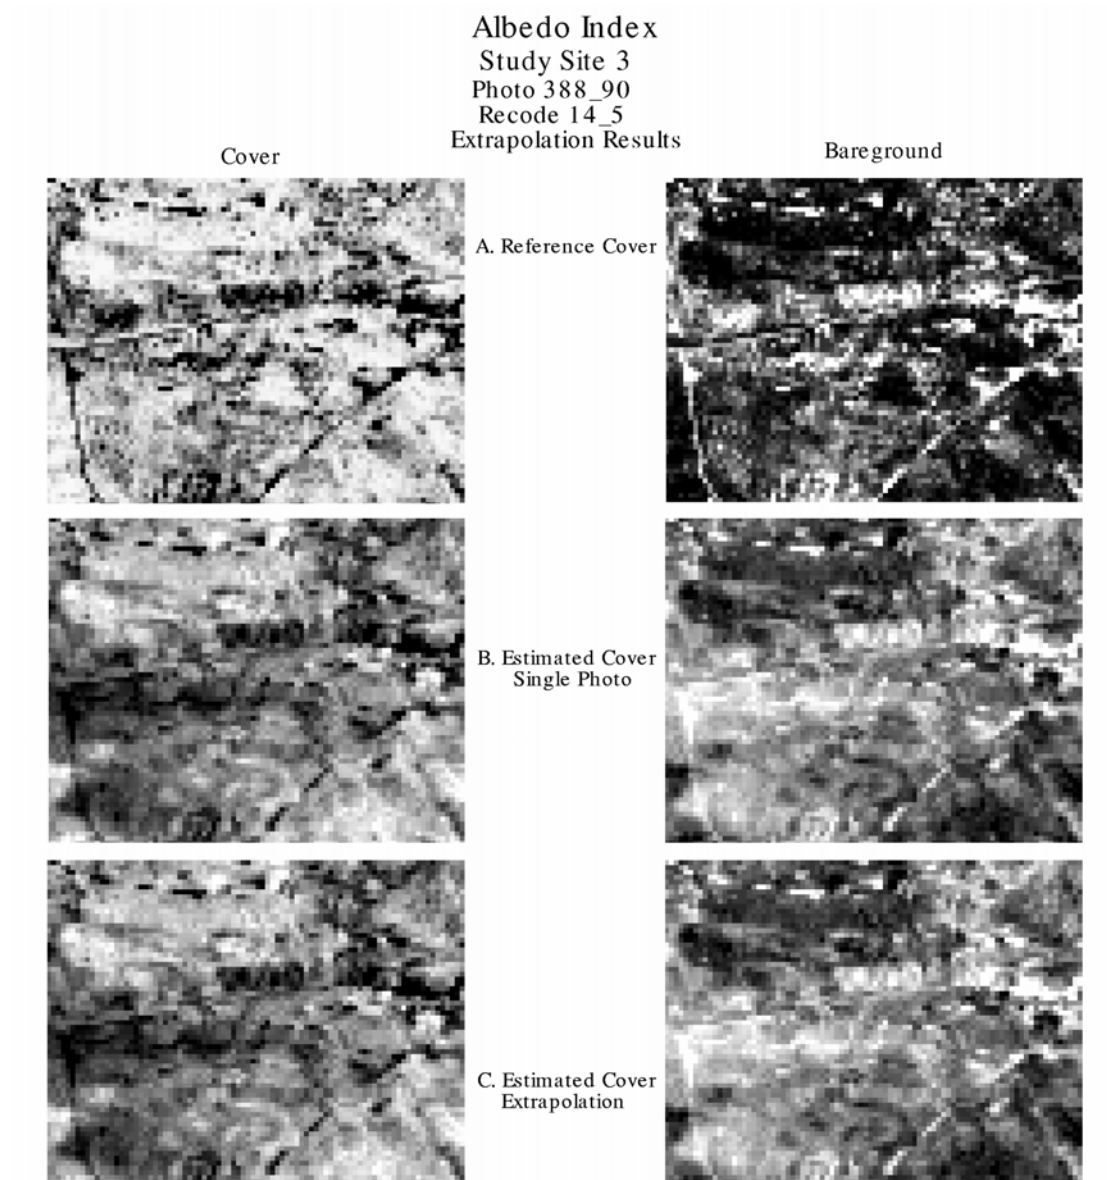 Albedo Index
Study Site 3
Photo 388_90
Recode 14_5
Extrapolation Results
Cover
Bareground
A. Reference Cover
B. Estimated Cover
Single Photo
C. Estimated Cover
Extrapolation